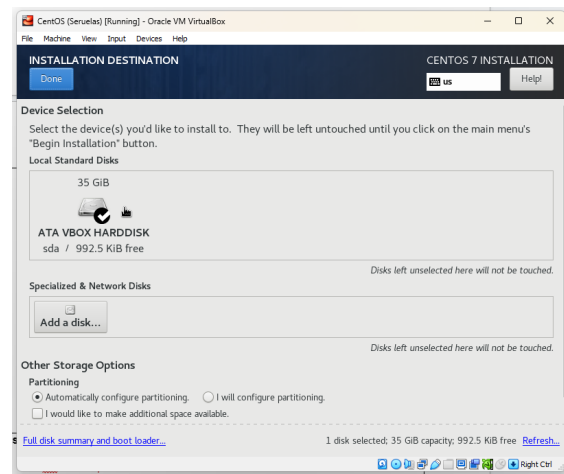 CentOS (Seruelas) [Running] - Oracle VM VirtualBox
File Machine View Input Devices Help
INSTALLATION DESTINATION
CENTOS 7 INSTALLATION
Done
us
Help!
Device Selection
Select the device(s) you'd like to install to. They will be left untouched until you click on the main menu's
"Begin Installation" button.
Local Standard Disks
35 GiB
ATA VBOX HARDDISK
sda / 992.5 KiB free
Disks left unselected here will not be touched.
Specialized & Network Disks
Add a disk...
Disks left unselected here will not be touched.
Other Storage Options
Partitioning
Automatically configure partitioning. I will configure partitioning.
I would like to make additional space available.
Full disk summary and boot loader...
1 disk selected; 35 GiB capacity; 992.5 KiB free Refresh...
Right Ctrl